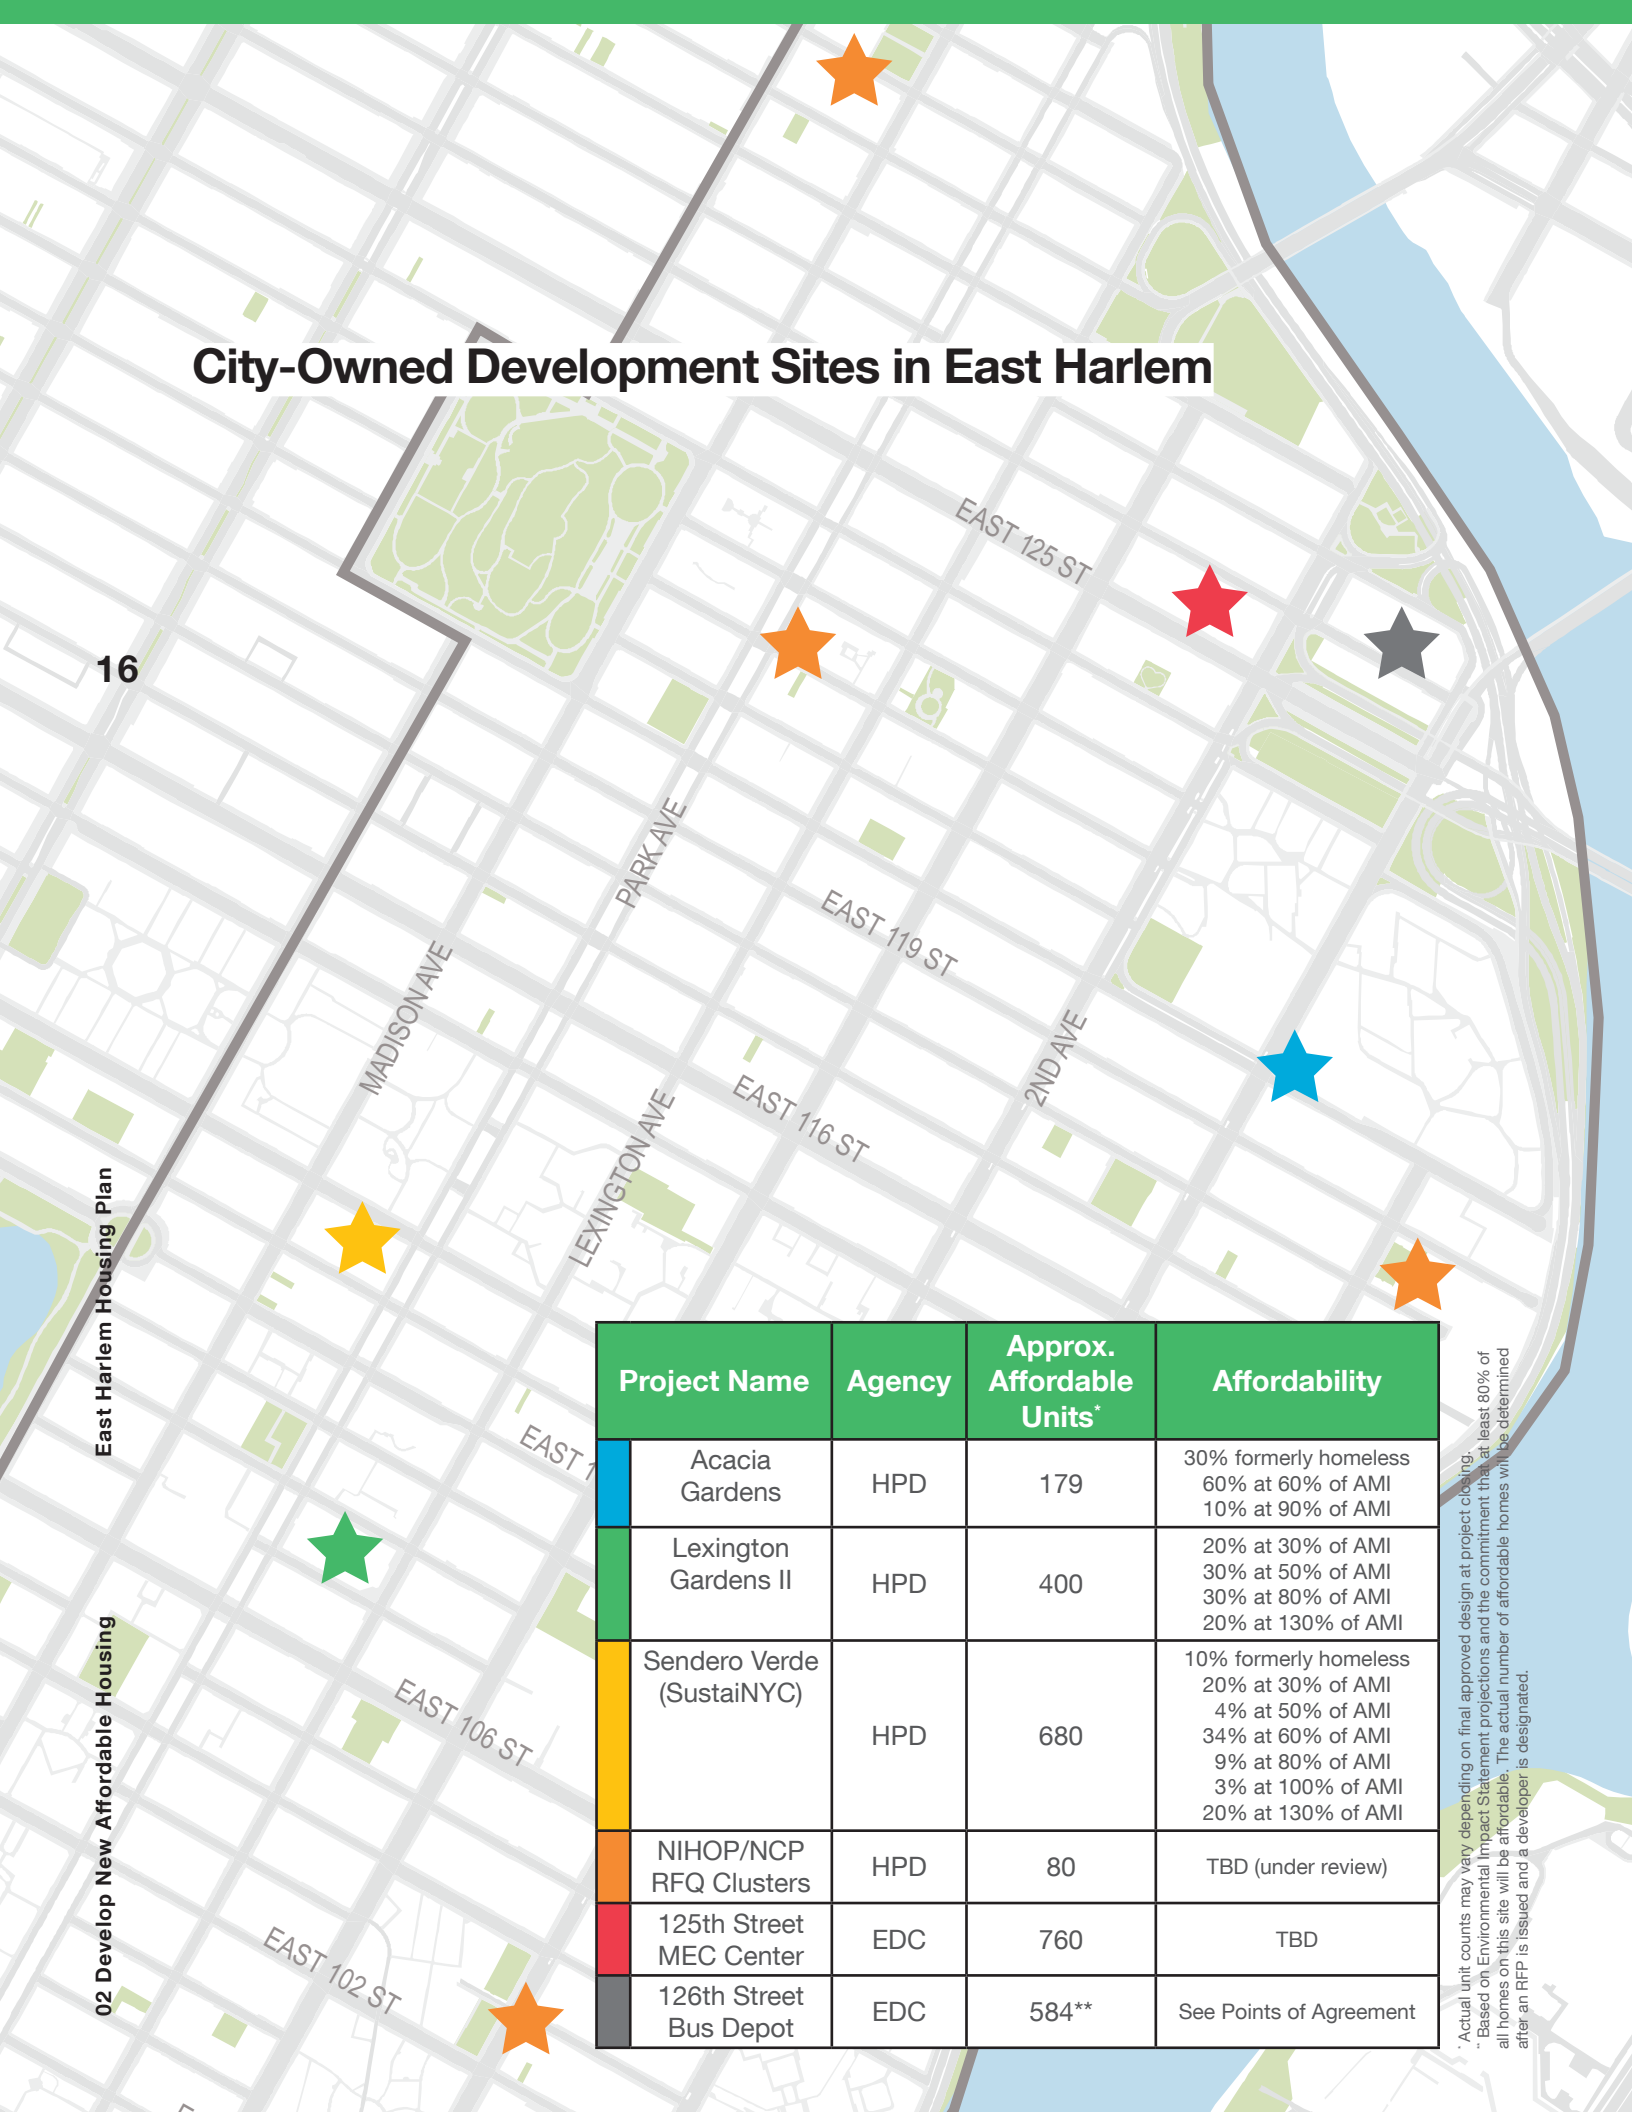 City-Owned Development Sites in East Harlem
EAST 125 ST
16
PARK AVE
EAST 119 ST
MADISON AVE
2ND AVE
EAST 116 ST
LEXINGTON AVE
East Harlem Housing Plan
EAST 1
EAST 106 ST
02 Develop New Affordable Housing
EAST 102 ST
Project Name
Agency
Approx.
Affordable
Units*
Affordability
Acacia
Gardens
HPD
179
30% formerly homeless
60% at 60% of AMI
10% at 90% of AMI
Lexington
Gardens II
HPD
400
20% at 30% of AMI
30% at 50% of AMI
30% at 80% of AMI
20% at 130% of AMI
Sendero Verde
(SustaiNYC)
HPD
680
10% formerly homeless
20% at 30% of AMI
4% at 50% of AMI
34% at 60% of AMI
9% at 80% of AMI
3% at 100% of AMI
20% at 130% of AMI
NIHOP/NCP
RFQ Clusters
HPD
80
TBD (under review)
125th Street
MEC Center
EDC
760
TBD
126th Street
Bus Depot
EDC
584**
See Points of Agreement
* Actual unit counts may vary depending on final approved design at project closing.
** Based on Environmental Impact Statement projections and the commitment that at least 80% of
all homes on this site will be affordable. The actual number of affordable homes will be determined
after an RFP is issued and a developer is designated.